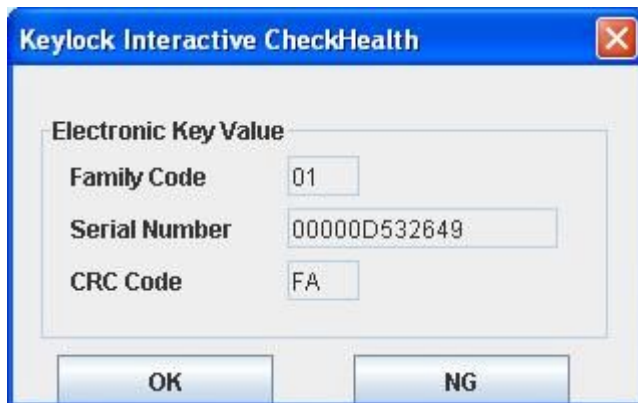 Keylock Interactive CheckHealth
Electronic Key Value
Family Code 01
Serial Number 00000D532649
CRC Code FA
OK NG